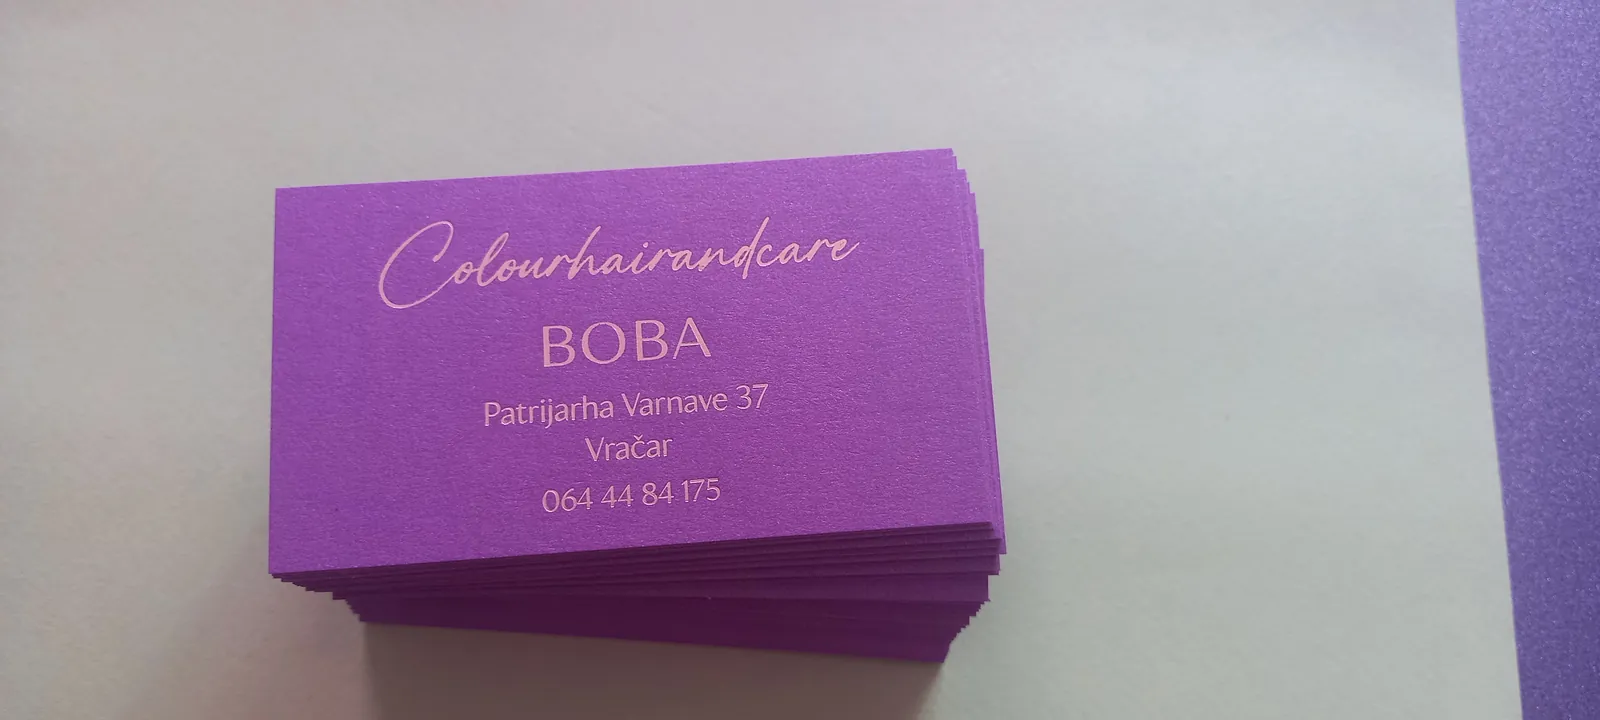 Colourhairandcare
BOBA
Patrijarha Varnave 37
Vračar
064 44 84 175